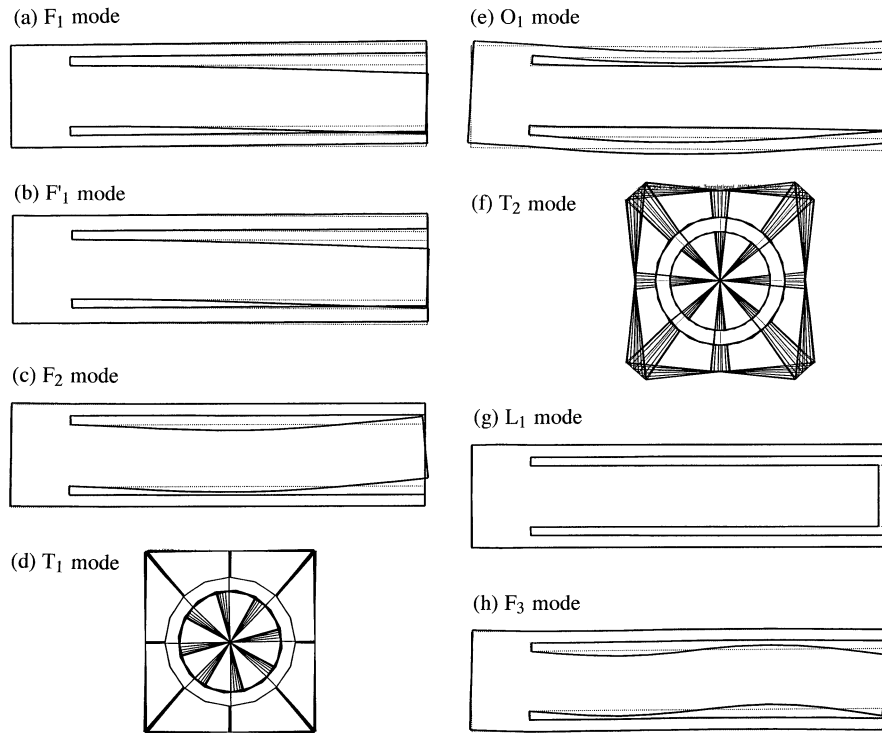 (a) F₁ mode
(b) F'₁ mode
(c) F₂ mode
(d) T₁ mode
(e) O₁ mode
(f) T₂ mode
(g) L₁ mode
(h) F₃ mode